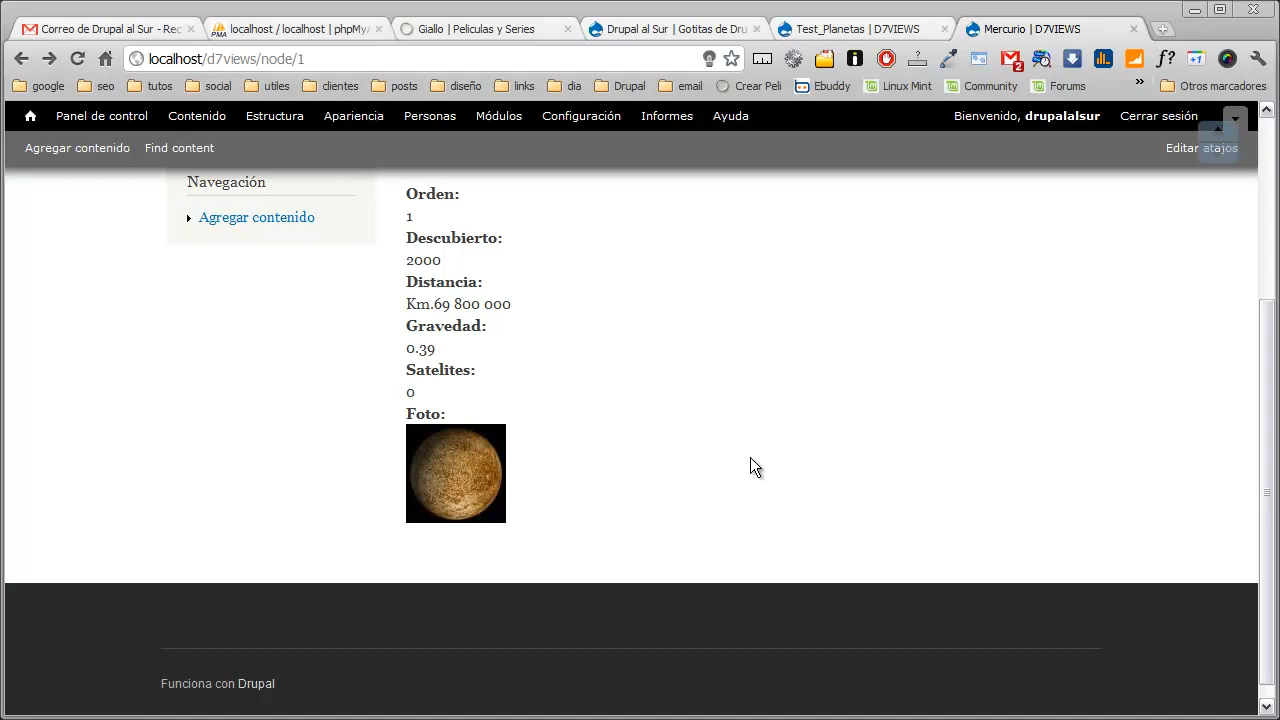 Correo de Drupal al Sur - Rec
localhost / localhost | phpMy
Giallo | Peliculas y Series
Drupal al Sur | Gotitas de Dru
Test_Planetas | D7VIEWS
Mercurio | D7VIEWS
localhost/d7views/node/1
google
mo
tutos
social
utiles
clientes
posts
diseño
links
dia
Drupal
email
Crear Peli
Ebuddy
Linux Mint
Community
Forums
»
Otros marcadores
Panel de control
Contenido
Estructura
Apariencia
Personas
Módulos
Configuración
Informes
Ayuda
Bienvenido, drupalalsur
Cerrar sesión
Agregar contenido
Find content
Editar atajos
Navegación
Agregar contenido
Orden:
1
Descubierto:
2000
Distancia:
Km.69 800 000
Gravedad:
0.39
Satelites:
0
Foto:
Funciona con Drupal